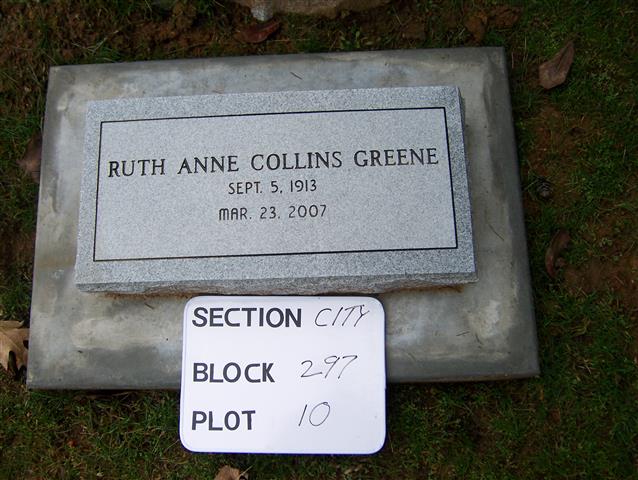 RUTH ANNE COLLINS GREENE
SEPT. 5, 1913
MAR. 23, 2007
SECTION CITY
BLOCK 297
PLOT 10